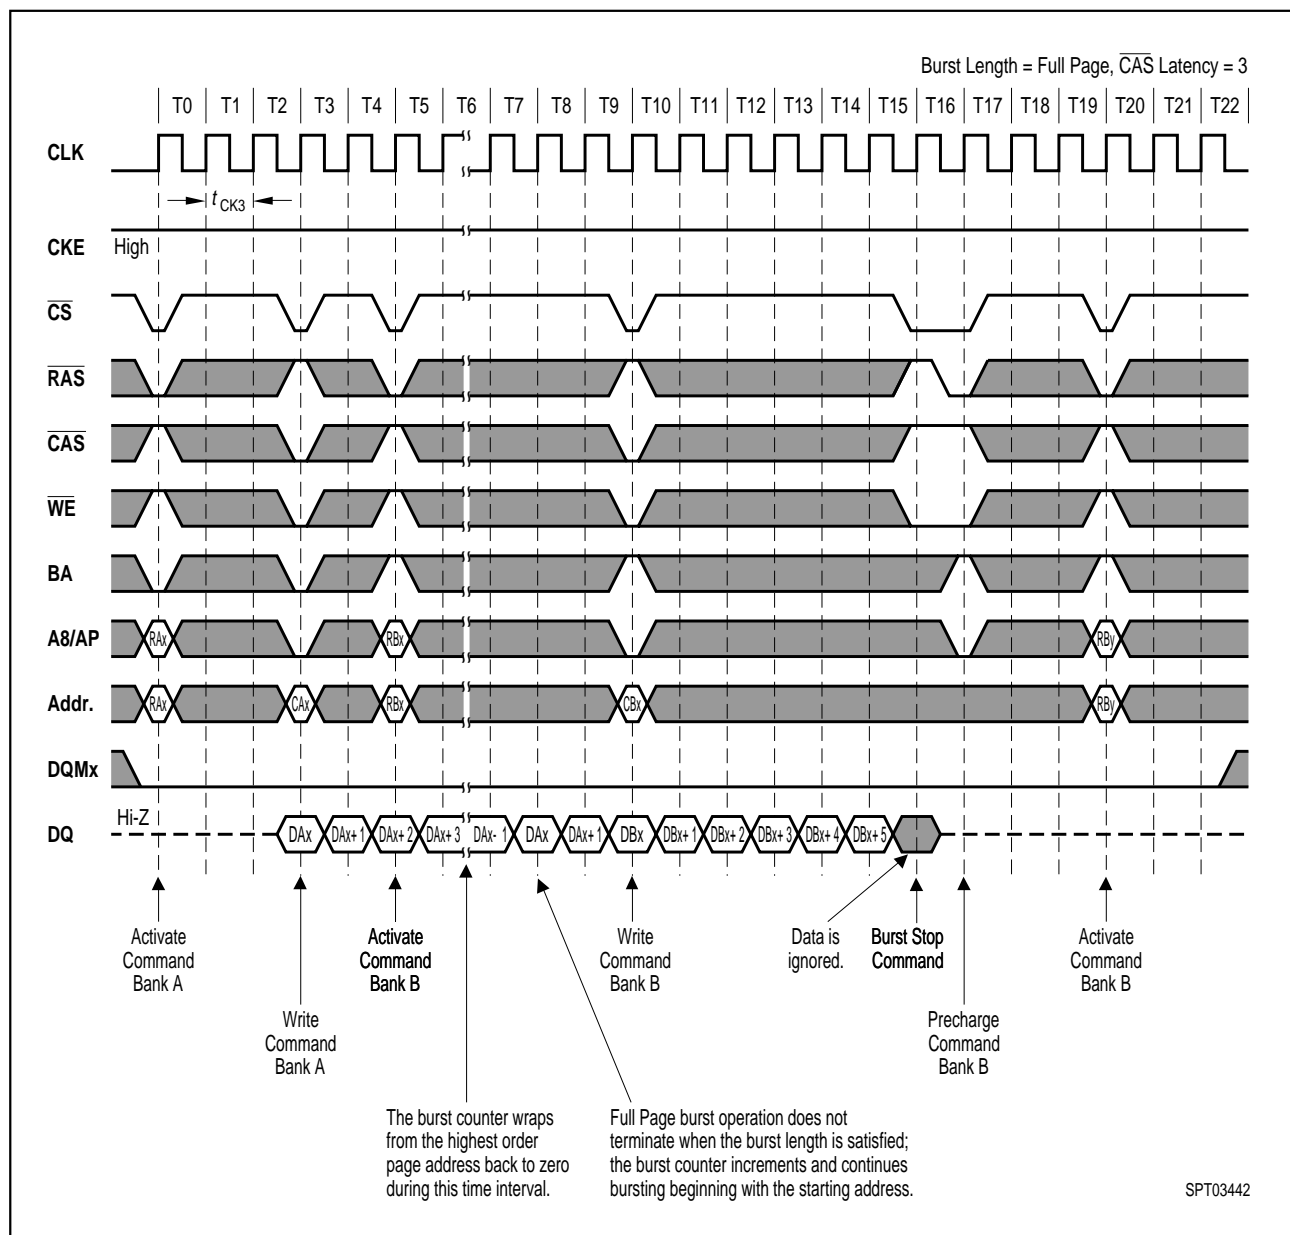 Burst Length = Full Page, CAS Latency = 3
T0 T1 T2 T3 T4 T5 T6 T7 T8 T9 T10 T11 T12 T13 T14 T15 T16 T17 T18 T19 T20 T21 T22
CLK
t CK3
CKE High
CS
RAS
CAS
WE
BA
A8/AP RAx RBx RBy
Addr. RAx CAx RBx CBx RBy
DQMx
DQ Hi-Z DAx DAx+1 DAx+2 DAx+3 DAx-1 DAx DAx+1 DBx DBx+1 DBx+2 DBx+3 DBx+4 DBx+5
Activate
Command
Bank A
Write
Command
Bank A
Activate
Command
Bank B
Write
Command
Bank B
Data is
ignored.
Burst Stop
Command
Precharge
Command
Bank B
Activate
Command
Bank B
The burst counter wraps
from the highest order
page address back to zero
during this time interval.
Full Page burst operation does not
terminate when the burst length is satisfied;
the burst counter increments and continues
bursting beginning with the starting address.
SPT03442